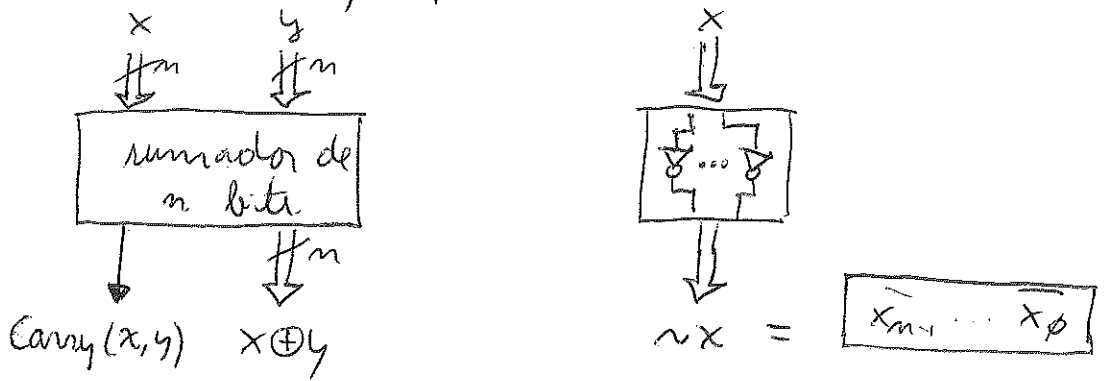 x y
n n
sumador de
n bits
n
Carry(x,y) x⊕y
x
...
~x = x̅n-1 ... x̅0